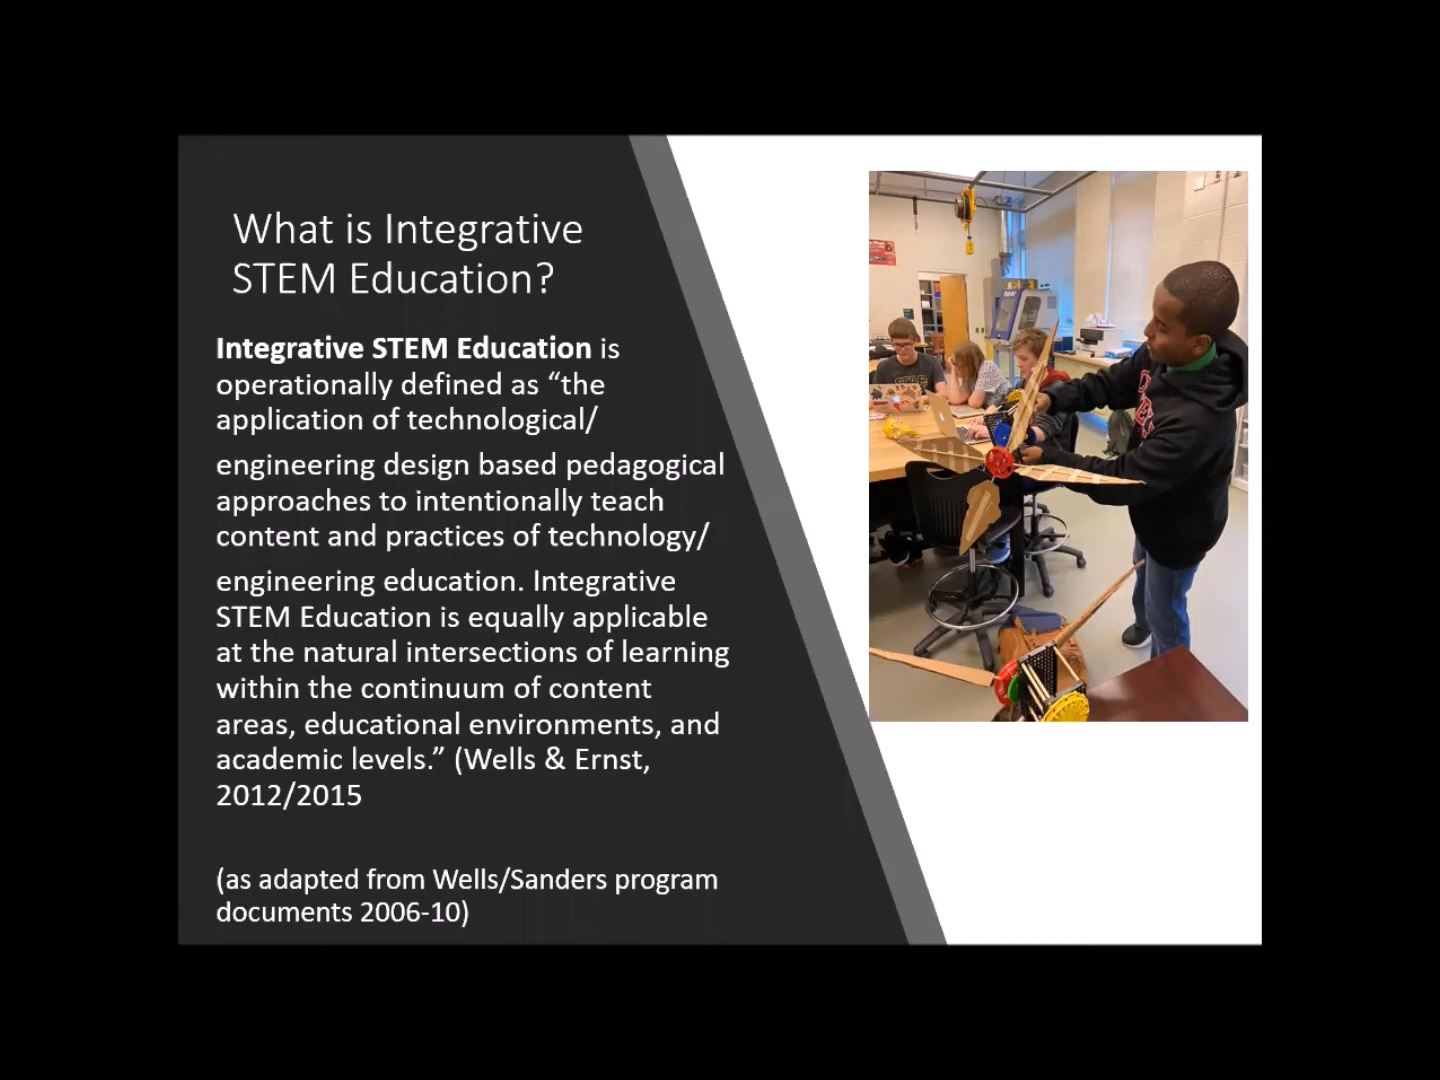 What is Integrative
STEM Education?
Integrative STEM Education is
operationally defined as “the
application of technological/
engineering design based pedagogical
approaches to intentionally teach
content and practices of technology/
engineering education. Integrative
STEM Education is equally applicable
at the natural intersections of learning
within the continuum of content
areas, educational environments, and
academic levels.” (Wells & Ernst,
2012/2015
(as adapted from Wells/Sanders program
documents 2006-10)